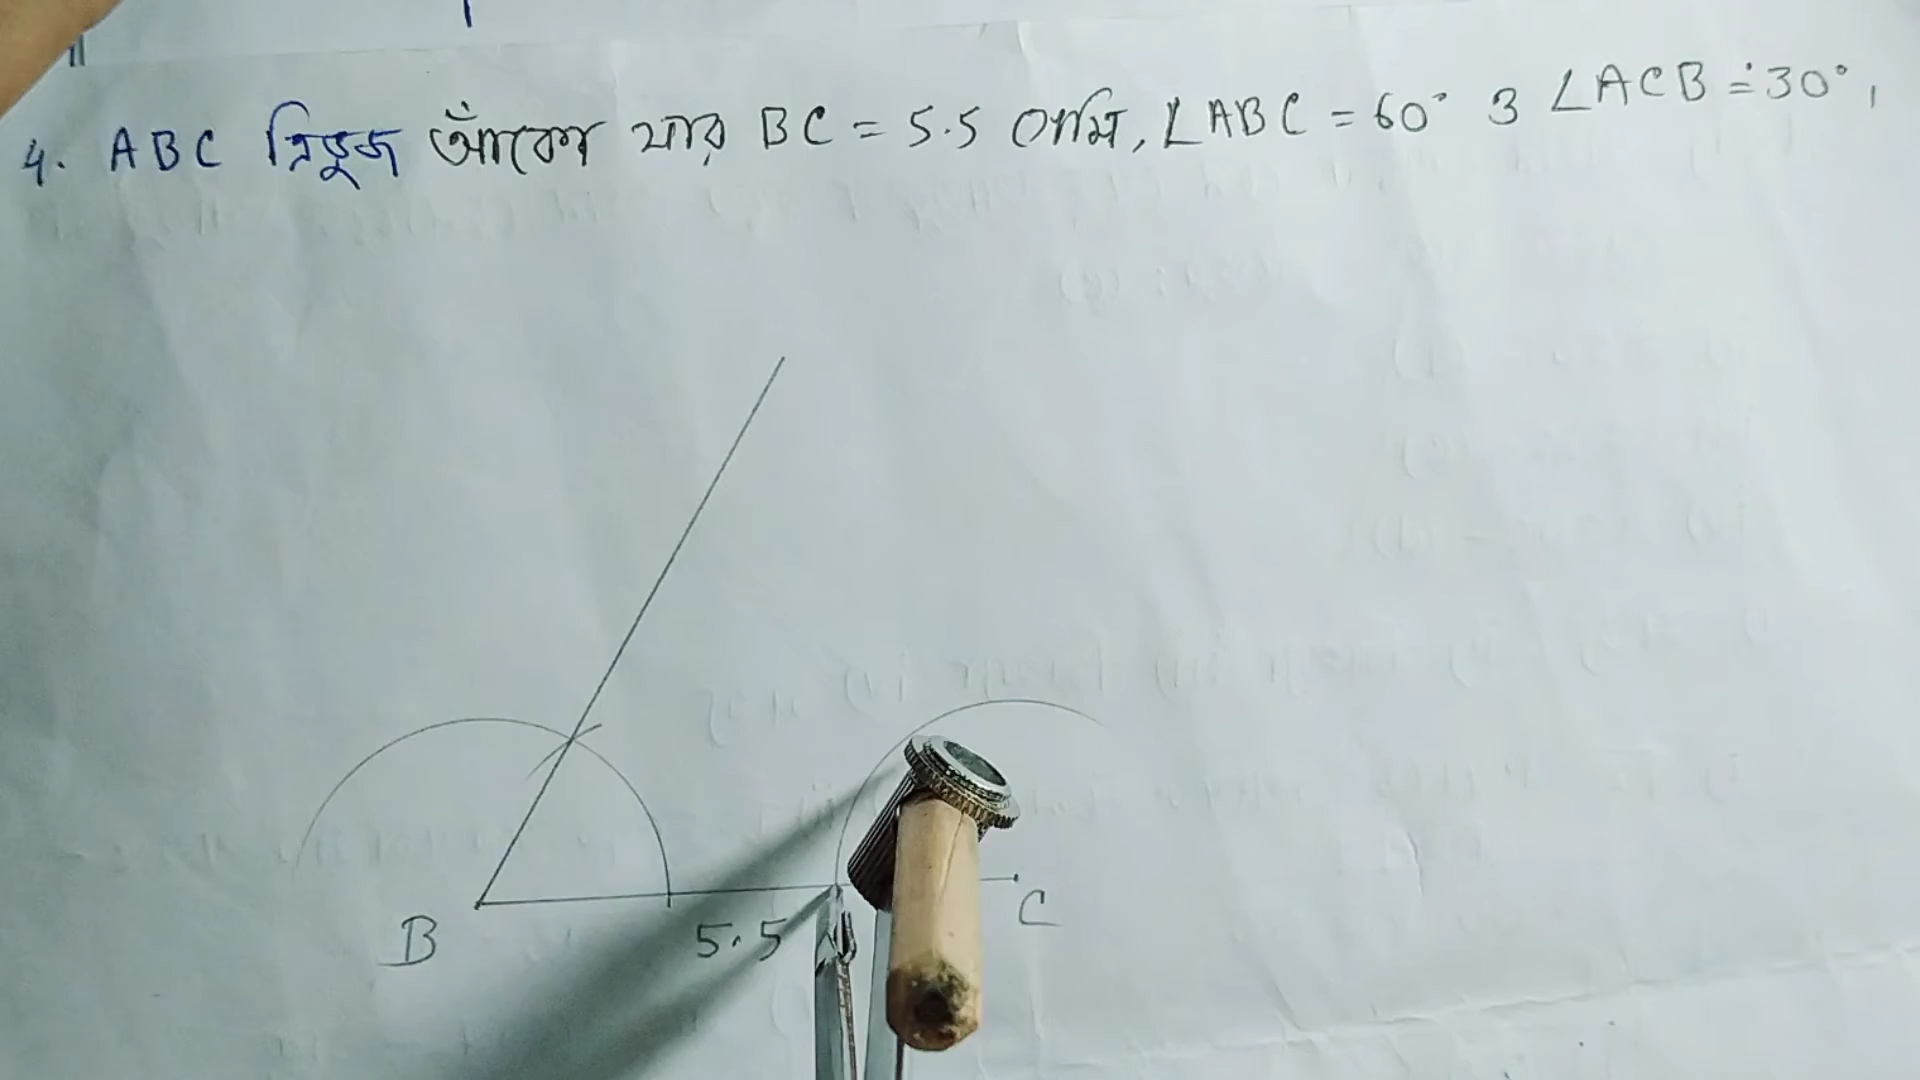 4. ABC ত্রিভুজ আঁকো যার BC = 5.5 সেমি, ∠ABC = 60° ও ∠ACB = 30°,
B 5.5 C